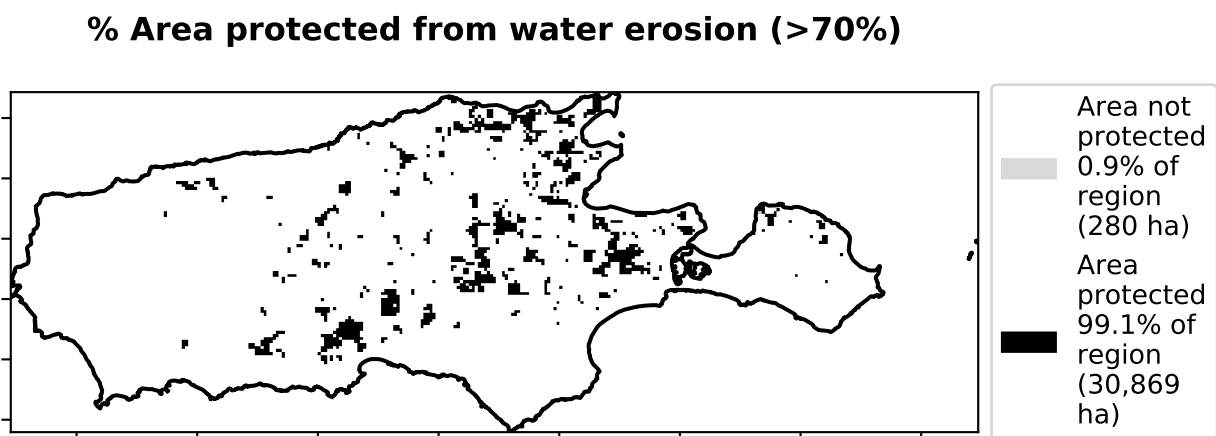 % Area protected from water erosion (>70%)
Area not
protected
0.9% of
region
(280 ha)
Area
protected
99.1% of
region
(30,869
ha)